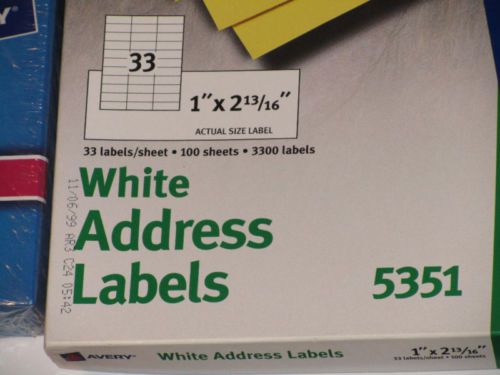 RY
33
1" x 2 13/16"
ACTUAL SIZE LABEL
33 labels/sheet • 100 sheets • 3300 labels
White
Address
Labels
5351
11/06/99 AR3 C24 05:42
AVERY
White Address Labels
1" x 2 13/16"
33 labels/sheet • 100 sheets